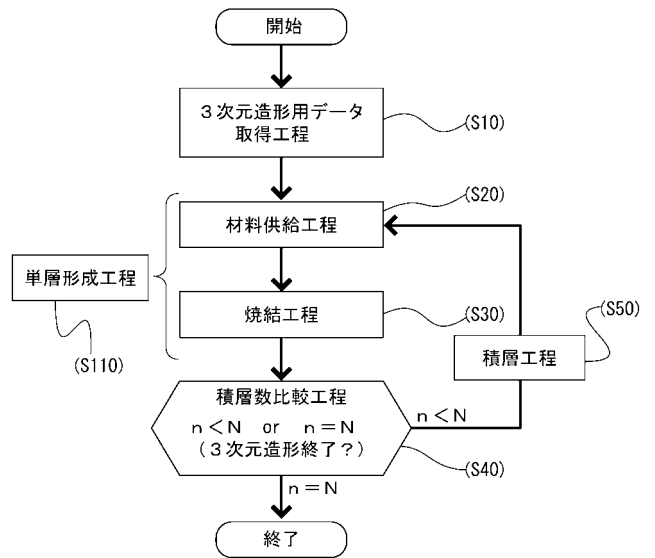 開始
３次元造形用データ
取得工程
(S10)
(S20)
材料供給工程
単層形成工程
(S110)
焼結工程
(S30)
(S50)
積層工程
積層数比較工程
ｎ＜Ｎ or ｎ＝Ｎ
（３次元造形終了？）
ｎ＜Ｎ
(S40)
ｎ＝Ｎ
終了